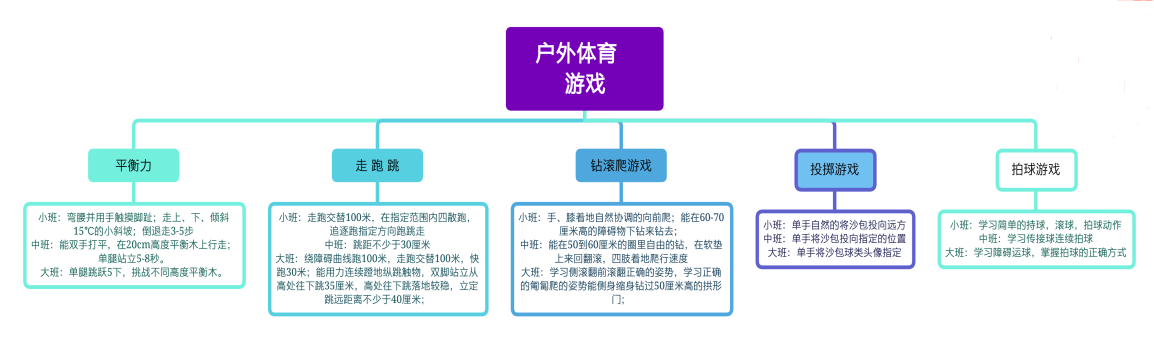 户外体育
游戏
平衡力
小班：弯腰并用手触摸脚趾；走上、下、倾斜
15℃的小斜坡；倒退走3-5步
中班：能双手打平，在20cm高度平衡木上行走；
单腿站立5-8秒。
大班：单腿跳跃5下，挑战不同高度平衡木。
走 跑 跳
小班：走跑交替100米，在指定范围内四散跑，
追逐跑指定方向跑跳走
中班：跳距不少于30厘米
大班：绕障碍曲线跑100米，走跑交替100米，快
跑30米；能用力连续蹬地纵跳触物，双脚站立从
高处往下跳35厘米，高处往下跳落地较稳，立定
跳远距离不少于40厘米；
钻滚爬游戏
小班：手、膝着地自然协调的向前爬；能在60-70
厘米高的障碍物下钻来钻去；
中班：能在50到60厘米的圈里自由的钻，在软垫
上来回翻滚，四肢着地爬行速度
大班：学习侧滚翻前滚翻正确的姿势，学习正确
的匍匐爬的姿势能侧身缩身钻过50厘米高的拱形
门；
投掷游戏
小班：单手自然的将沙包投向远方
中班：单手将沙包投向指定的位置
大班：单手将沙包球类头像指定
拍球游戏
小班：学习简单的持球，滚球，拍球动作
中班：学习传接球连续拍球
大班：学习障碍运球，掌握拍球的正确方式